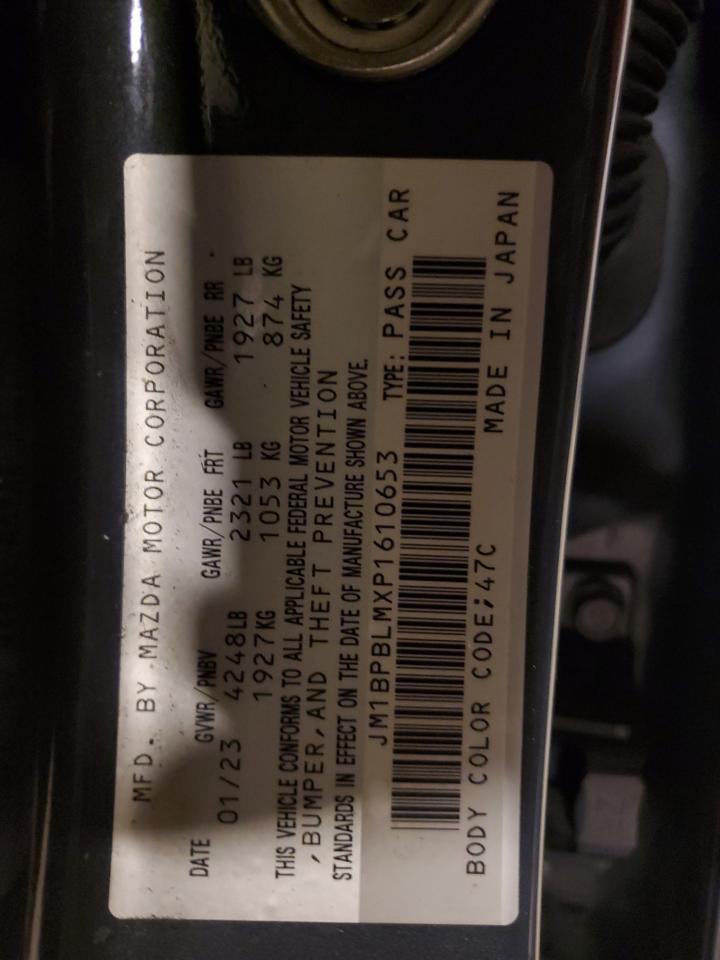 MFD. BY MAZDA MOTOR CORPORATION
DATE GVWR/PNBV GAWR/PNBE FRT GAWR/PNBE RR
01/23 4248LB 2321 LB 1927 LB
1927KG 1053 KG 874 KG
THIS VEHICLE CONFORMS TO ALL APPLICABLE FEDERAL MOTOR VEHICLE SAFETY
,BUMPER,AND THEFT PREVENTION
STANDARDS IN EFFECT ON THE DATE OF MANUFACTURE SHOWN ABOVE.
JM1BPBLMXP1610653 TYPE: PASS CAR
BODY COLOR CODE;47C MADE IN JAPAN